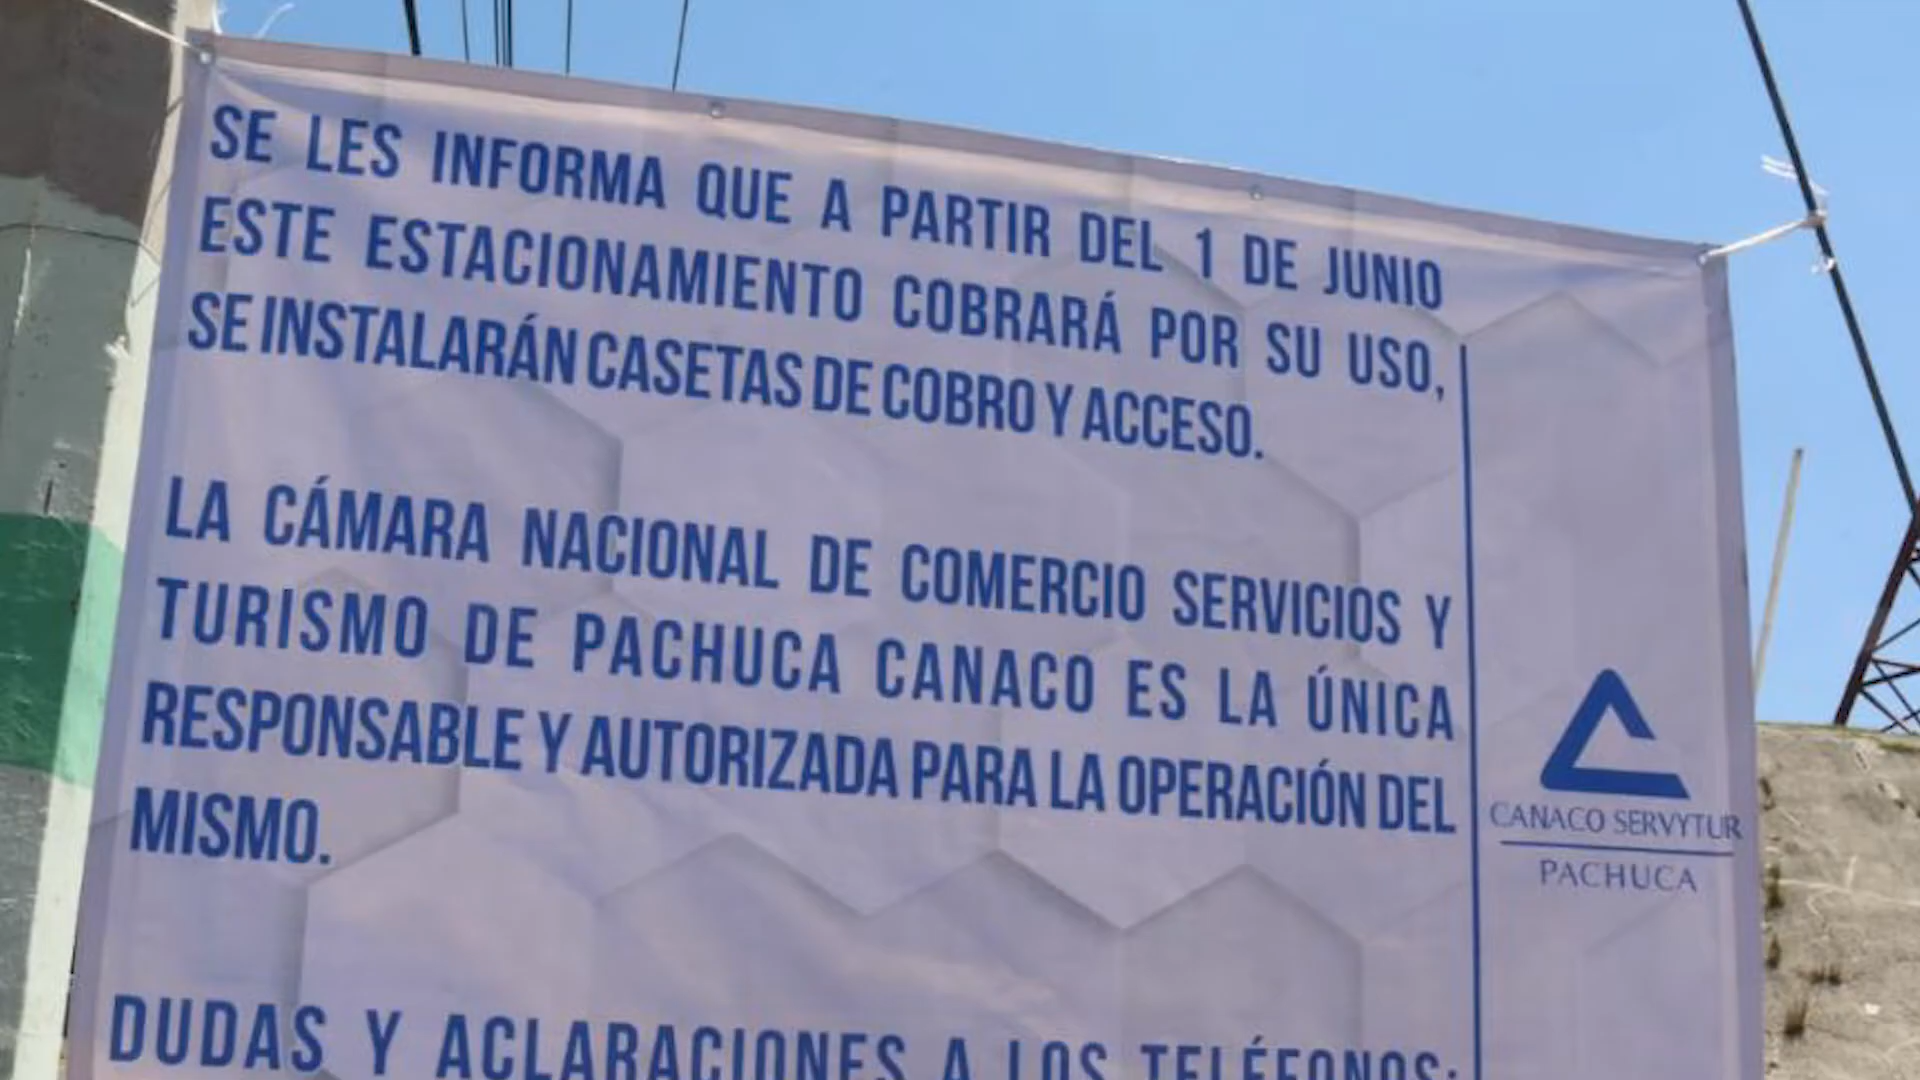 SE LES INFORMA QUE A PARTIR DEL 1 DE JUNIO
ESTE ESTACIONAMIENTO COBRARÁ POR SU USO,
SE INSTALARÁN CASETAS DE COBRO Y ACCESO.
LA CÁMARA NACIONAL DE COMERCIO SERVICIOS Y
TURISMO DE PACHUCA CANACO ES LA ÚNICA
RESPONSABLE Y AUTORIZADA PARA LA OPERACIÓN DEL
MISMO.
DUDAS Y ACLARACIONES A LOS TELÉFONOS:
CANACO SERVYTUR
PACHUCA